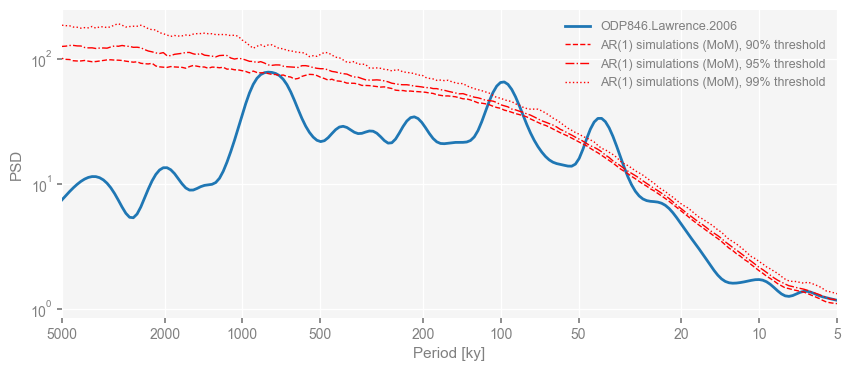 ODP846.Lawrence.2006
AR(1) simulations (MoM), 90% threshold
AR(1) simulations (MoM), 95% threshold
AR(1) simulations (MoM), 99% threshold
PSD
10²
10¹
10⁰
5000 2000 1000 500 200 100 50 20 10 5
Period [ky]